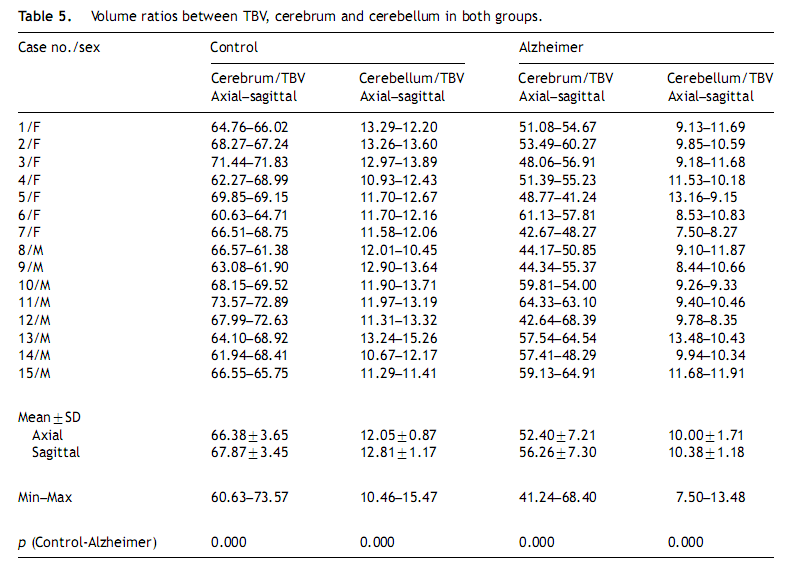 Table 5. Volume ratios between TBV, cerebrum and cerebellum in both groups.
Case no./sex Control Alzheimer
Cerebrum/TBV Cerebellum/TBV Cerebrum/TBV Cerebellum/TBV
Axial–sagittal Axial–sagittal Axial–sagittal Axial–sagittal
1/F 64.76–66.02 13.29–12.20 51.08–54.67 9.13–11.69
2/F 68.27–67.24 13.26–13.60 53.49–60.27 9.85–10.59
3/F 71.44–71.83 12.97–13.89 48.06–56.91 9.18–11.68
4/F 62.27–68.99 10.93–12.43 51.39–55.23 11.53–10.18
5/F 69.85–69.15 11.70–12.67 48.77–41.24 13.16–9.15
6/F 60.63–64.71 11.70–12.16 61.13–57.81 8.53–10.83
7/F 66.51–68.75 11.58–12.06 42.67–48.27 7.50–8.27
8/M 66.57–61.38 12.01–10.45 44.17–50.85 9.10–11.87
9/M 63.08–61.90 12.90–13.64 44.34–55.37 8.44–10.66
10/M 68.15–69.52 11.90–13.71 59.81–54.00 9.26–9.33
11/M 73.57–72.89 11.97–13.19 64.33–63.10 9.40–10.46
12/M 67.99–72.63 11.31–13.32 42.64–68.39 9.78–8.35
13/M 64.10–68.92 13.24–15.26 57.54–64.54 13.48–10.43
14/M 61.94–68.41 10.67–12.17 57.41–48.29 9.94–10.34
15/M 66.55–65.75 11.29–11.41 59.13–64.91 11.68–11.91
Mean±SD
Axial 66.38±3.65 12.05±0.87 52.40±7.21 10.00±1.71
Sagittal 67.87±3.45 12.81±1.17 56.26±7.30 10.38±1.18
Min–Max 60.63–73.57 10.46–15.47 41.24–68.40 7.50–13.48
p (Control-Alzheimer) 0.000 0.000 0.000 0.000